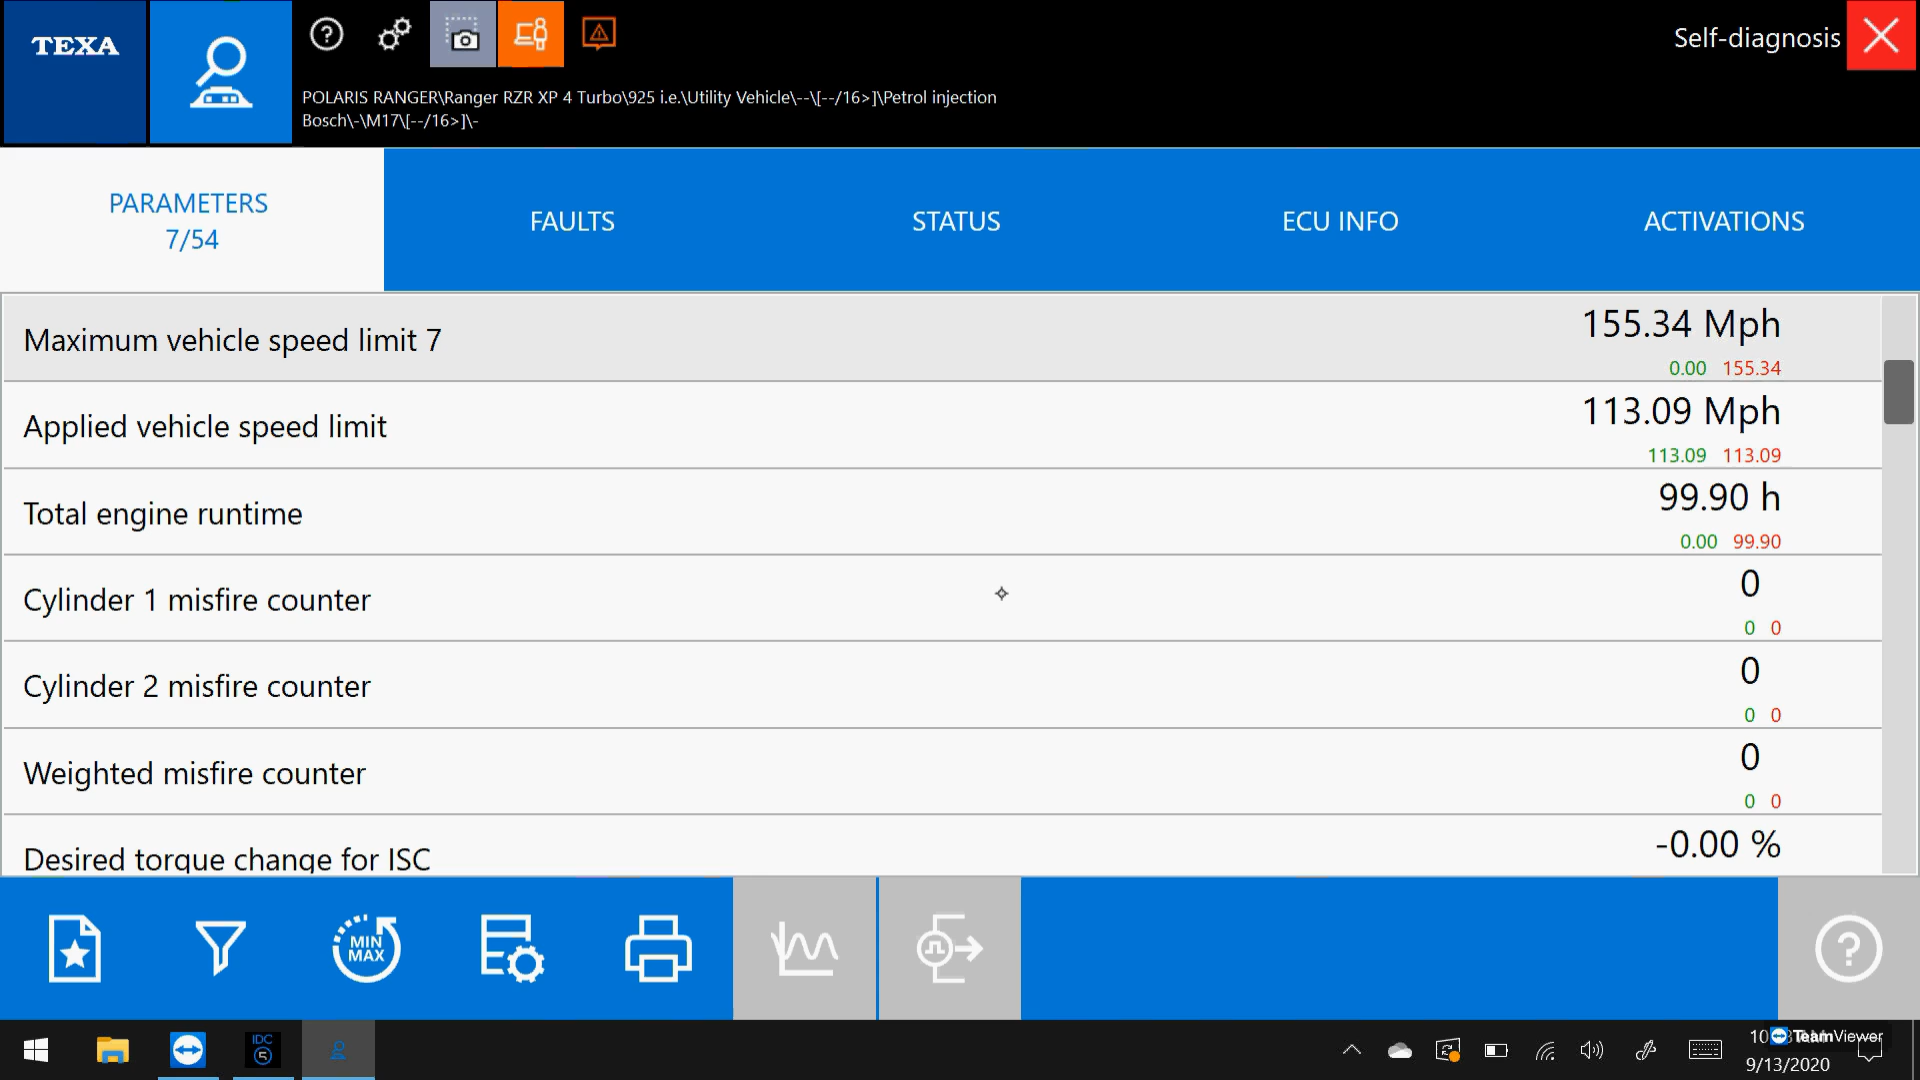 TEXA
Self-diagnosis
POLARIS RANGER\Ranger RZR XP 4 Turbo\925 i.e.\Utility Vehicle\--\[--/16>]\Petrol injection
Bosch\-\M17\[--/16>]\-
PARAMETERS
7/54
FAULTS
STATUS
ECU INFO
ACTIVATIONS
Maximum vehicle speed limit 7
155.34 Mph
0.00 155.34
Applied vehicle speed limit
113.09 Mph
113.09 113.09
Total engine runtime
99.90 h
0.00 99.90
Cylinder 1 misfire counter
0
0 0
Cylinder 2 misfire counter
0
0 0
Weighted misfire counter
0
0 0
Desired torque change for ISC
-0.00 %
MIN
MAX
IDC
5
TeamViewer
9/13/2020